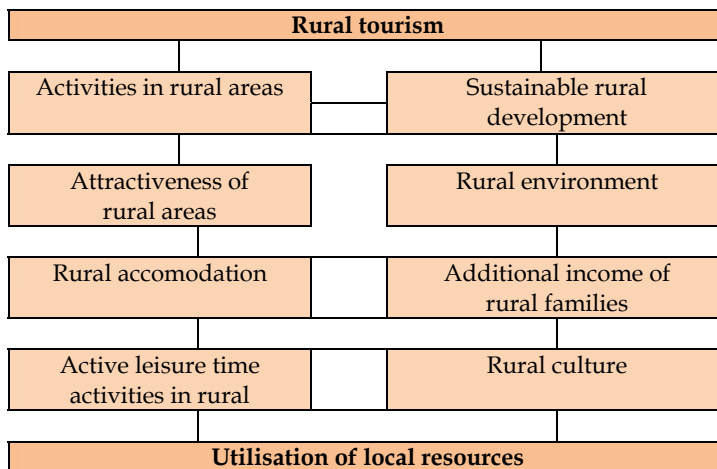 Rural tourism
Activities in rural areas
Sustainable rural
development
Attractiveness of
rural areas
Rural environment
Rural accomodation
Additional income of
rural families
Active leisure time
activities in rural
Rural culture
Utilisation of local resources